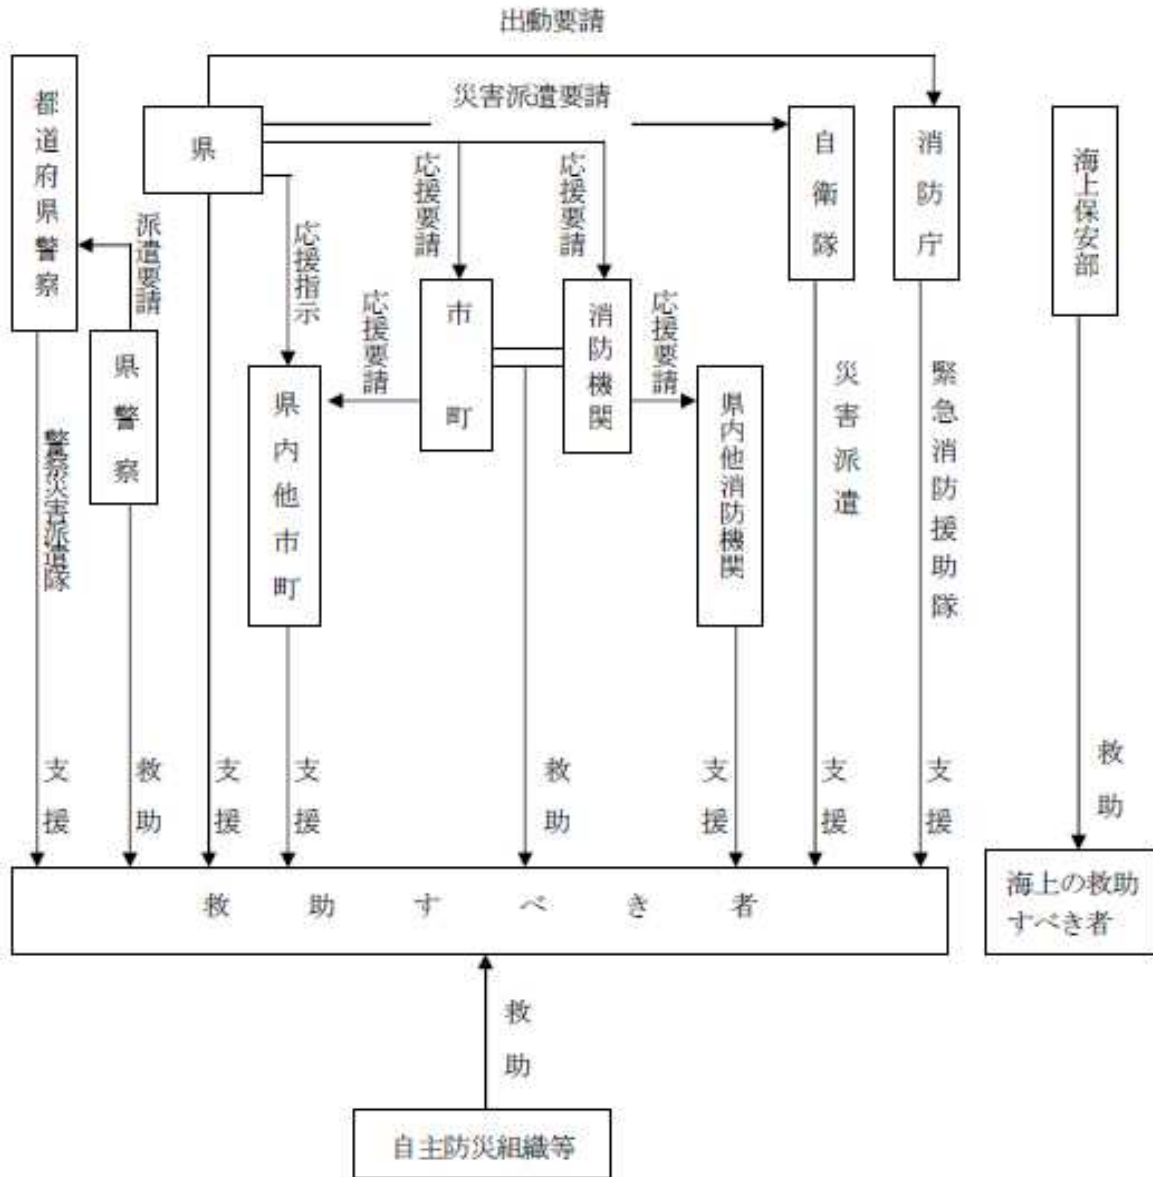 出動要請
災害派遣要請
都道府県警察
県
自衛隊
消防庁
海上保安部
派遣要請
応援指示
応援要請
応援要請
県警察
市町
消防機関
応援要請
応援要請
県内他市町
県内他消防機関
警察災害派遣隊
災害派遣
緊急消防援助隊
支援
救助
支援
支援
救助
支援
支援
支援
救助
救助すべき者
海上の救助
すべき者
救助
自主防災組織等